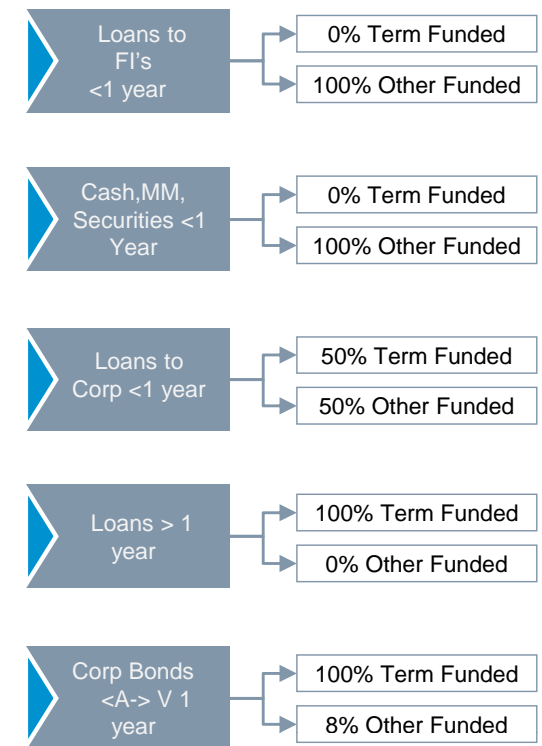 Loans to
FI's
<1 year
0% Term Funded
100% Other Funded
Cash,MM,
Securities <1
Year
0% Term Funded
100% Other Funded
Loans to
Corp <1 year
50% Term Funded
50% Other Funded
Loans > 1
year
100% Term Funded
0% Other Funded
Corp Bonds
<A-> V 1
year
100% Term Funded
8% Other Funded